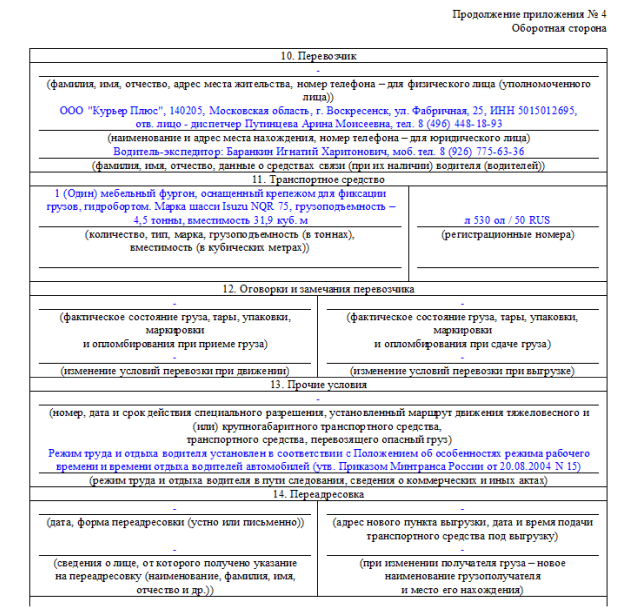 Продолжение приложения № 4
Оборотная сторона
10. Перевозчик
-
(фамилия, имя, отчество, адрес места жительства, номер телефона – для физического лица (уполномоченного
лица))
ООО "Курьер Плюс", 140205, Московская область, г. Воскресенск, ул. Фабричная, 25, ИНН 5015012695,
отв. лицо - диспетчер Путинцева Арина Моисеевна, тел. 8 (496) 448-18-93
(наименование и адрес места нахождения, номер телефона – для юридического лица)
Водитель-экспедитор: Баранкин Игнатий Харитонович, моб. тел. 8 (926) 775-63-36
(фамилия, имя, отчество, данные о средствах связи (при их наличии) водителя (водителей))
11. Транспортное средство
1 (Один) мебельный фургон, оснащенный крепежом для фиксации
грузов, гидробортом. Марка шасси Isuzu NQR 75, грузоподъемность –
4,5 тонны, вместимость 31,9 куб. м
(количество, тип, марка, грузоподъемность (в тоннах),
вместимость (в кубических метрах))
л 530 ол / 50 RUS
(регистрационные номера)
12. Оговорки и замечания перевозчика
-
(фактическое состояние груза, тары, упаковки,
маркировки
и опломбирования при приеме груза)
-
(изменение условий перевозки при движении)
-
(фактическое состояние груза, тары, упаковки,
маркировки
и опломбирования при сдаче груза)
-
(изменение условий перевозки при выгрузке)
13. Прочие условия
-
(номер, дата и срок действия специального разрешения, установленный маршрут движения тяжеловесного и
(или) крупногабаритного транспортного средства,
транспортного средства, перевозящего опасный груз)
Режим труда и отдыха водителя установлен в соответствии с Положением об особенностях режима рабочего
времени и времени отдыха водителей автомобилей (утв. Приказом Минтранса России от 20.08.2004 N 15)
(режим труда и отдыха водителя в пути следования, сведения о коммерческих и иных актах)
14. Переадресовка
-
(дата, форма переадресовки (устно или письменно))
-
(сведения о лице, от которого получено указание
на переадресовку (наименование, фамилия, имя,
отчество и др.))
-
(адрес нового пункта выгрузки, дата и время подачи
транспортного средства под выгрузку)
-
(при изменении получателя груза – новое
наименование грузополучателя
и место его нахождения)